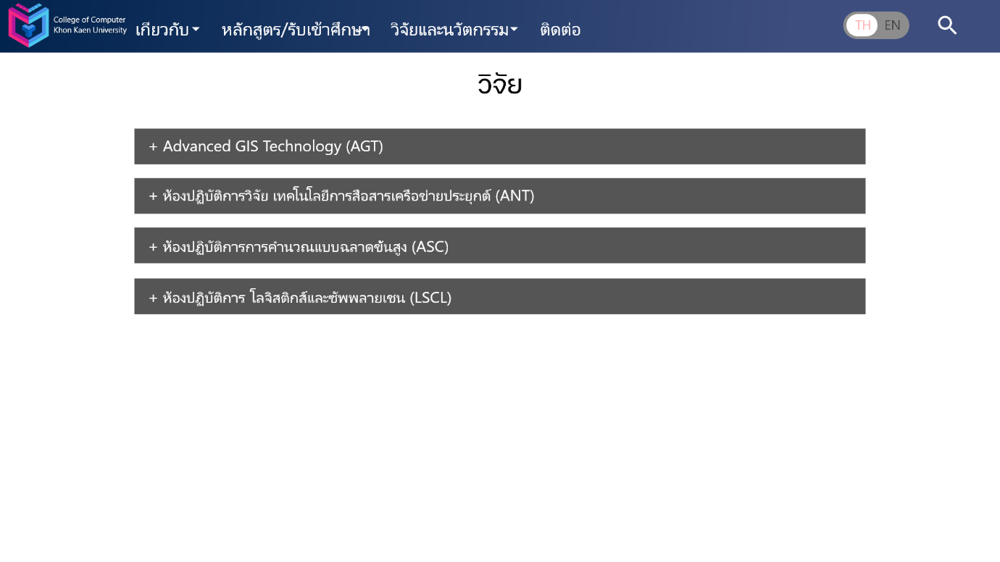 College of Computer
Khon Kaen University
เกี่ยวกับ
หลักสูตร/รับเข้าศึกษา
วิจัยและนวัตกรรม
ติดต่อ
TH
EN
วิจัย
+ Advanced GIS Technology (AGT)
+ ห้องปฏิบัติการวิจัย เทคโนโลยีการสื่อสารเครือข่ายประยุกต์ (ANT)
+ ห้องปฏิบัติการการคำนวณแบบฉลาดขั้นสูง (ASC)
+ ห้องปฏิบัติการ โลจิสติกส์และซัพพลายเชน (LSCL)